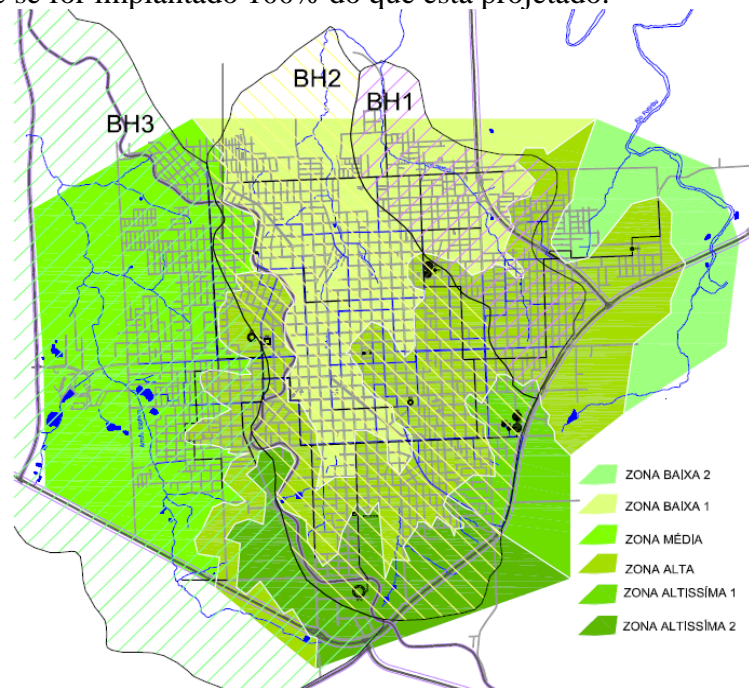 e se for implantado 100% do que está projetado.
BH2
BH1
BH3
ZONA BAIXA 2
ZONA BAIXA 1
ZONA MÉDIA
ZONA ALTA
ZONA ALTISSÍMA 1
ZONA ALTISSÍMA 2